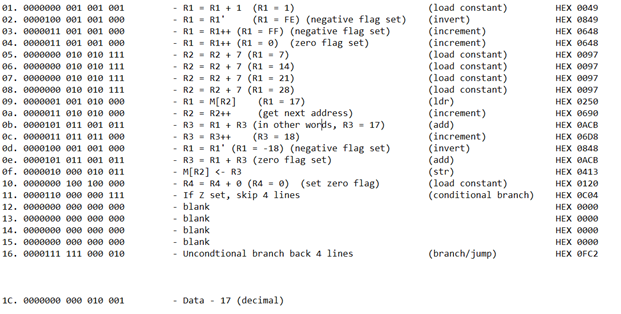 01. 0000000 001 001 001 - R1 = R1 + 1 (R1 = 1) (load constant) HEX 0049
02. 0000100 001 001 000 - R1 = R1' (R1 = FE) (negative flag set) (invert) HEX 0849
03. 0000011 001 001 000 - R1 = R1++ (R1 = FF) (negative flag set) (increment) HEX 0648
04. 0000011 001 001 000 - R1 = R1++ (R1 = 0) (zero flag set) (increment) HEX 0648
05. 0000000 010 010 111 - R2 = R2 + 7 (R1 = 7) (load constant) HEX 0097
06. 0000000 010 010 111 - R2 = R2 + 7 (R1 = 14) (load constant) HEX 0097
07. 0000000 010 010 111 - R2 = R2 + 7 (R1 = 21) (load constant) HEX 0097
08. 0000000 010 010 111 - R2 = R2 + 7 (R1 = 28) (load constant) HEX 0097
09. 0000001 001 010 000 - R1 = M[R2] (R1 = 17) (ldr) HEX 0250
0a. 0000011 010 010 000 - R2 = R2++ (get next address) (increment) HEX 0690
0b. 0000101 011 001 011 - R3 = R1 + R3 (in other words, R3 = 17) (add) HEX 0ACB
0c. 0000011 011 011 000 - R3 = R3++ (R3 = 18) (increment) HEX 06D8
0d. 0000100 001 001 000 - R1 = R1' (R1 = -18) (negative flag set) (invert) HEX 0848
0e. 0000101 011 001 011 - R3 = R1 + R3 (zero flag set) (add) HEX 0ACB
0f. 0000010 000 010 011 - M[R2] <- R3 (str) HEX 0413
10. 0000000 100 100 000 - R4 = R4 + 0 (R4 = 0) (set zero flag) (load constant) HEX 0120
11. 0000110 000 000 111 - If Z set, skip 4 lines (conditional branch) HEX 0C04
12. 0000000 000 000 000 - blank HEX 0000
13. 0000000 000 000 000 - blank HEX 0000
14. 0000000 000 000 000 - blank HEX 0000
15. 0000000 000 000 000 - blank HEX 0000
16. 0000111 111 000 010 - Uncondtional branch back 4 lines (branch/jump) HEX 0FC2
1C. 0000000 000 010 001 - Data - 17 (decimal)